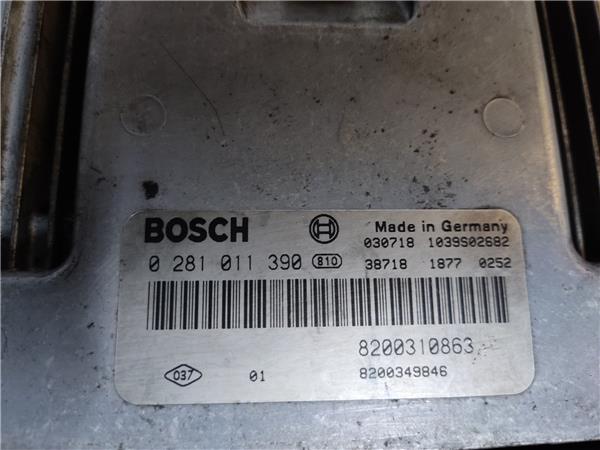 BOSCH
Made in Germany
030718 1039S02682
0 281 011 390 810
38718 1877 0252
8200310863
037 01
8200349846